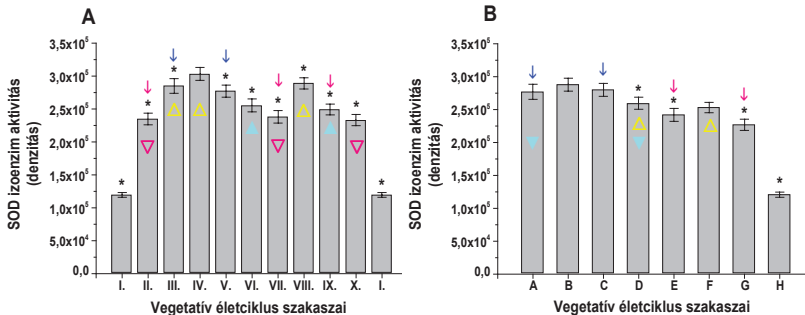 A
SOD izoenzim aktivitás
(denzitás)
3,5x10⁵
3,0x10⁵
2,5x10⁵
2,0x10⁵
1,5x10⁵
1,0x10⁵
5,0x10⁴
0,0
* * * * * * * * * *
I. II. III. IV. V. VI. VII. VIII. IX. X. I.
Vegetatív életciklus szakaszai
B
SOD izoenzim aktivitás
(denzitás)
3,5x10⁵
3,0x10⁵
2,5x10⁵
2,0x10⁵
1,5x10⁵
1,0x10⁵
5,0x10⁴
0,0
* * * *
A B C D E F G H
Vegetatív életciklus szakaszai